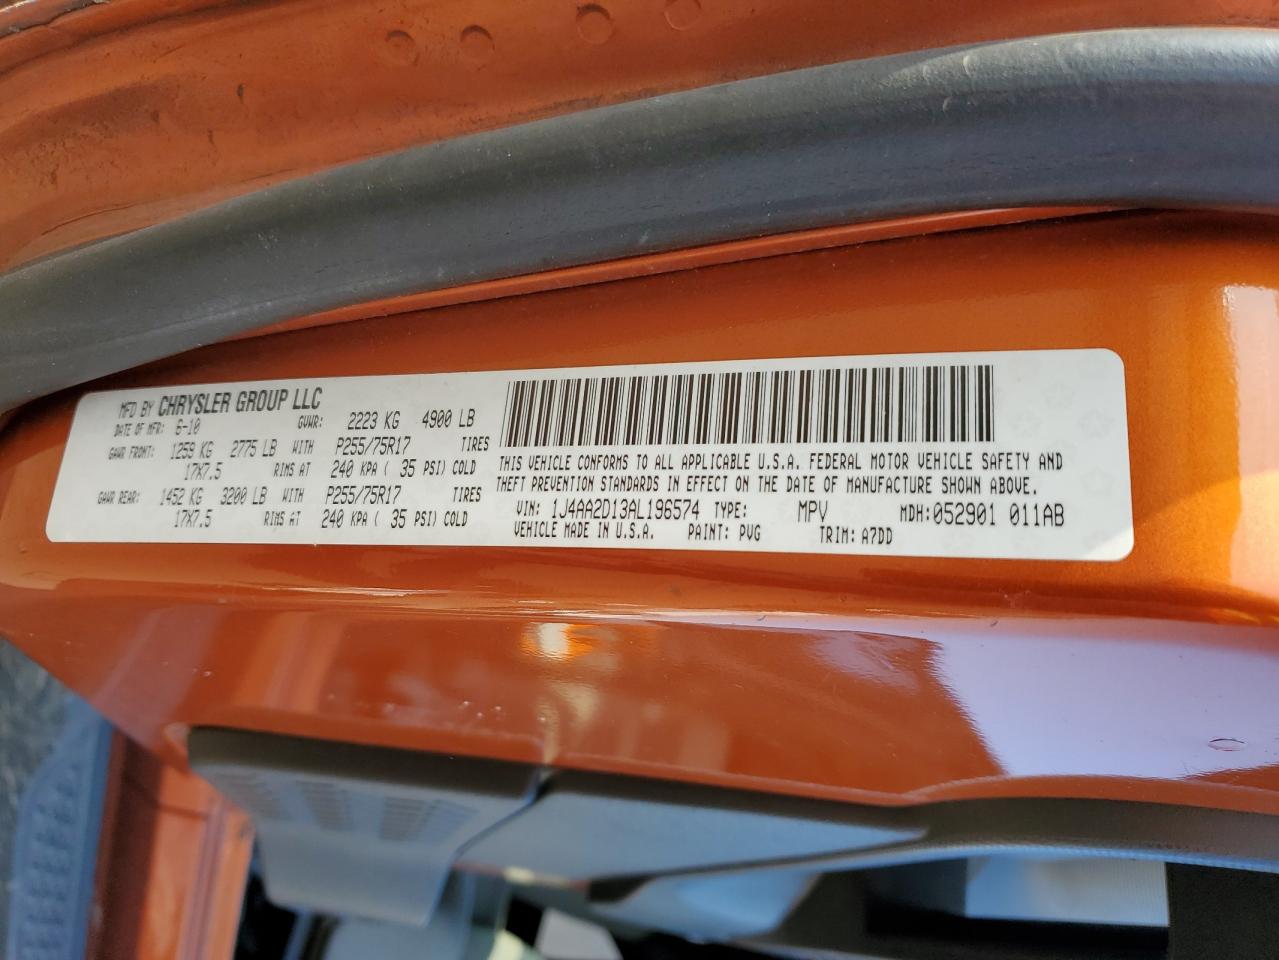 MFD BY CHRYSLER GROUP LLC
DATE OF MFR: 6-10 GVWR: 2223 KG 4900 LB
GAWR FRONT: 1259 KG 2775 LB WITH P255/75R17 TIRES
17X7.5 RIMS AT 240 KPA ( 35 PSI) COLD
GAWR REAR: 1452 KG 3200 LB WITH P255/75R17 TIRES
17X7.5 RIMS AT 240 KPA ( 35 PSI) COLD
THIS VEHICLE CONFORMS TO ALL APPLICABLE U.S.A. FEDERAL MOTOR VEHICLE SAFETY AND
THEFT PREVENTION STANDARDS IN EFFECT ON THE DATE OF MANUFACTURE SHOWN ABOVE.
VIN: 1J4AA2D13AL196574 TYPE: MPV MDH:052901 011AB
VEHICLE MADE IN U.S.A. PAINT: PVG TRIM: A7DD